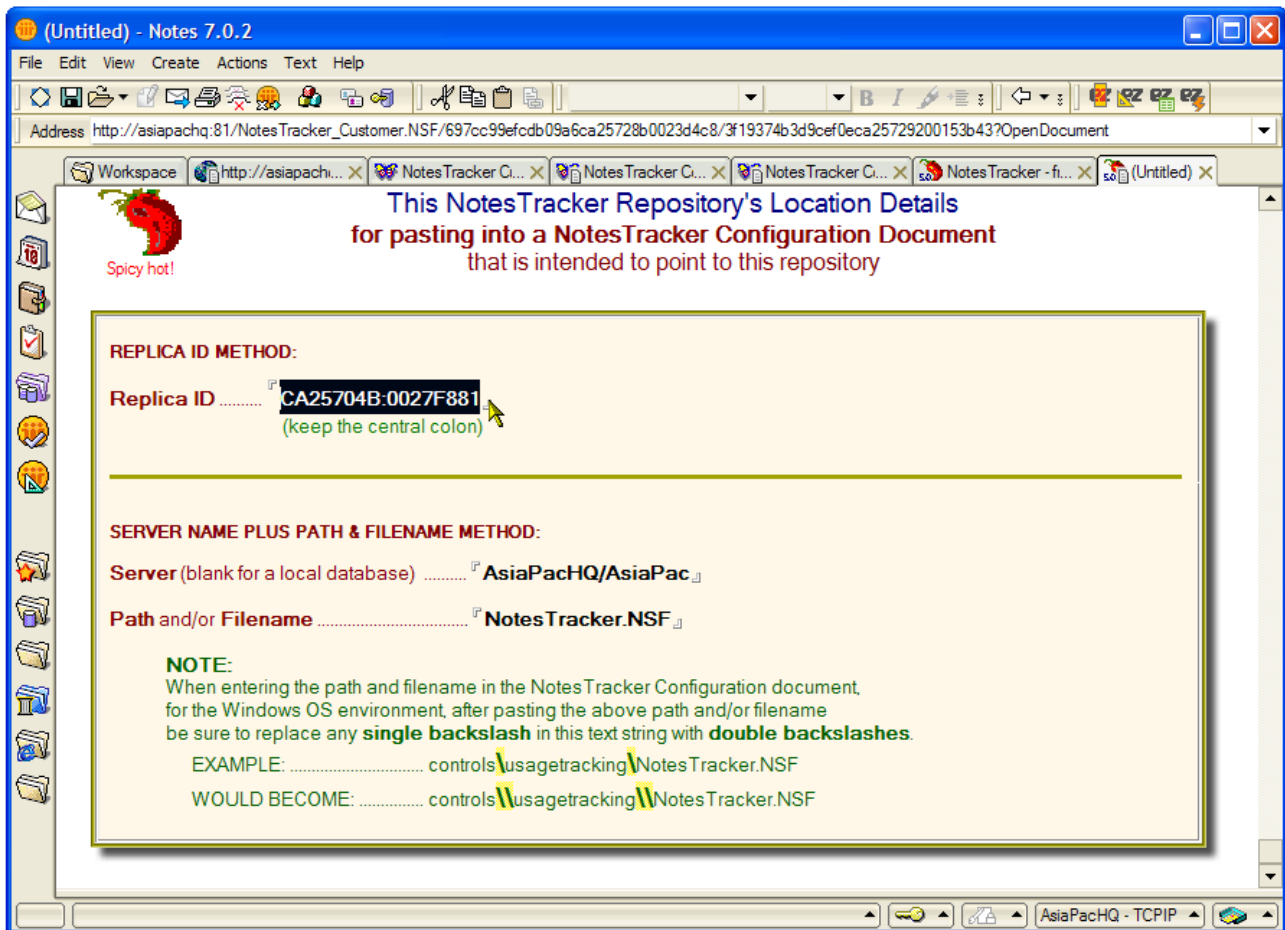 (Untitled) - Notes 7.0.2
File Edit View Create Actions Text Help
Address http://asiapachq:81/NotesTracker_Customer.NSF/697cc99efcdb09a6ca25728b0023d4c8/3f19374b3d9cef0eca25729200153b43?OpenDocument
Workspace http://asiapach... NotesTracker C... NotesTracker C... NotesTracker C... NotesTracker - fi... (Untitled)
This NotesTracker Repository's Location Details
for pasting into a NotesTracker Configuration Document
that is intended to point to this repository
Spicy hot!
REPLICA ID METHOD:
Replica ID .......... CA25704B:0027F881
(keep the central colon)
SERVER NAME PLUS PATH & FILENAME METHOD:
Server (blank for a local database) .......... AsiaPacHQ/AsiaPac
Path and/or Filename ................................... NotesTracker.NSF
NOTE:
When entering the path and filename in the NotesTracker Configuration document,
for the Windows OS environment, after pasting the above path and/or filename
be sure to replace any single backslash in this text string with double backslashes.
EXAMPLE: ............................... controls\usagetracking\NotesTracker.NSF
WOULD BECOME: ............... controls\\usagetracking\\NotesTracker.NSF
AsiaPacHQ - TCPIP